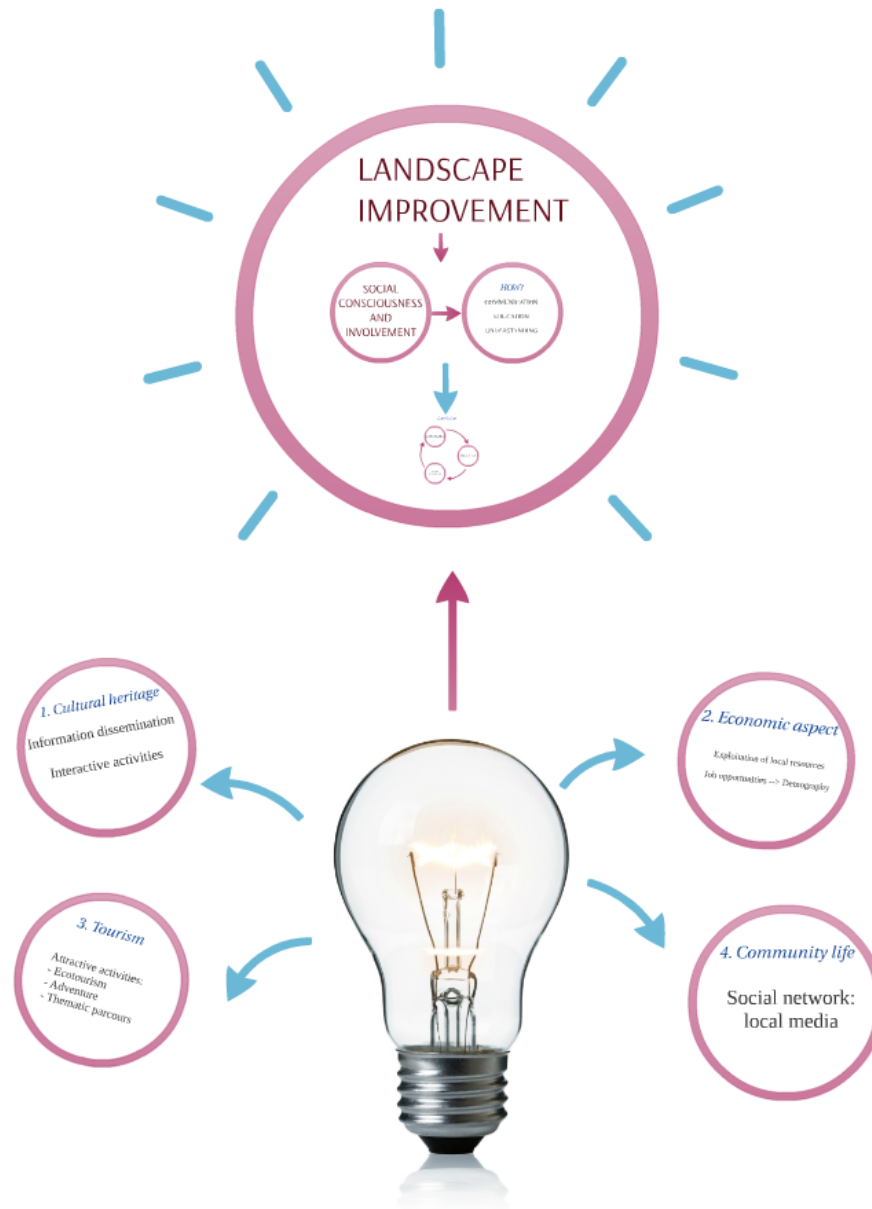 LANDSCAPE
IMPROVEMENT
SOCIAL
CONSCIOUSNESS
AND
INVOLVEMENT
HOW?
COMMUNICATION
EDUCATION
UNDERSTANDING
1. Cultural heritage
Information dissemination
Interactive activities
2. Economic aspect
Exploitation of local resources
Job opportunities --> Demography
3. Tourism
Attractive activities:
- Ecotourism
- Adventure
- Thematic parcours
4. Community life
Social network:
local media